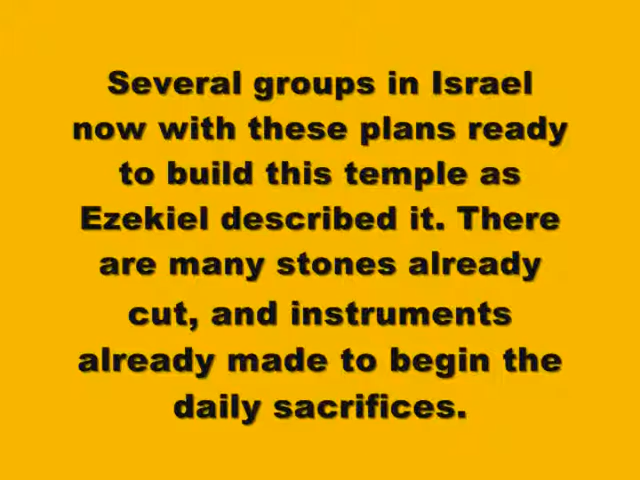 Several groups in Israel
now with these plans ready
to build this temple as
Ezekiel described it. There
are many stones already
cut, and instruments
already made to begin the
daily sacrifices.